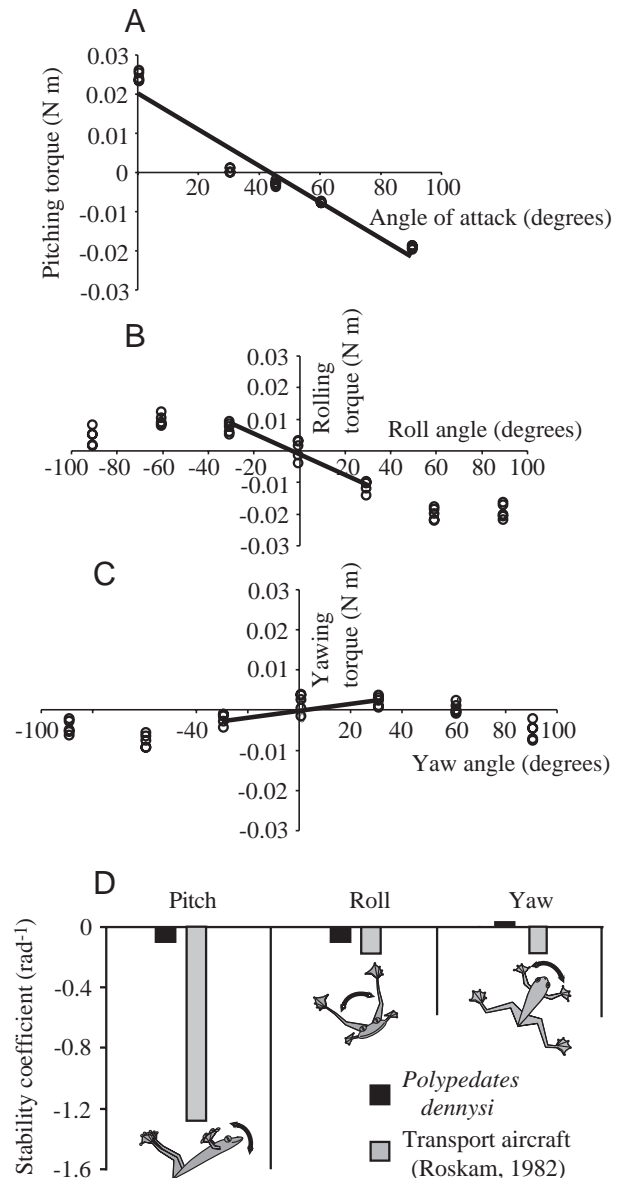 A
Pitching torque (N m)
0.03
0.02
0.01
0
-0.01
-0.02
-0.03
20 40 60 80 100
Angle of attack (degrees)
B
Rolling
torque (N m)
0.03
0.02
0.01
-0.01
-0.02
-0.03
Roll angle (degrees)
-100 -80 -60 -40 -20 20 40 60 80 100
C
Yawing
torque (N m)
0.03
0.02
0.01
-0.01
-0.02
-0.03
-100 -40 -20 20 40 60 80 100
Yaw angle (degrees)
D
Pitch Roll Yaw
Stability coefficient (rad-1)
0
-0.4
-0.8
-1.2
-1.6
Polypedates
dennysi
Transport aircraft
(Roskam, 1982)